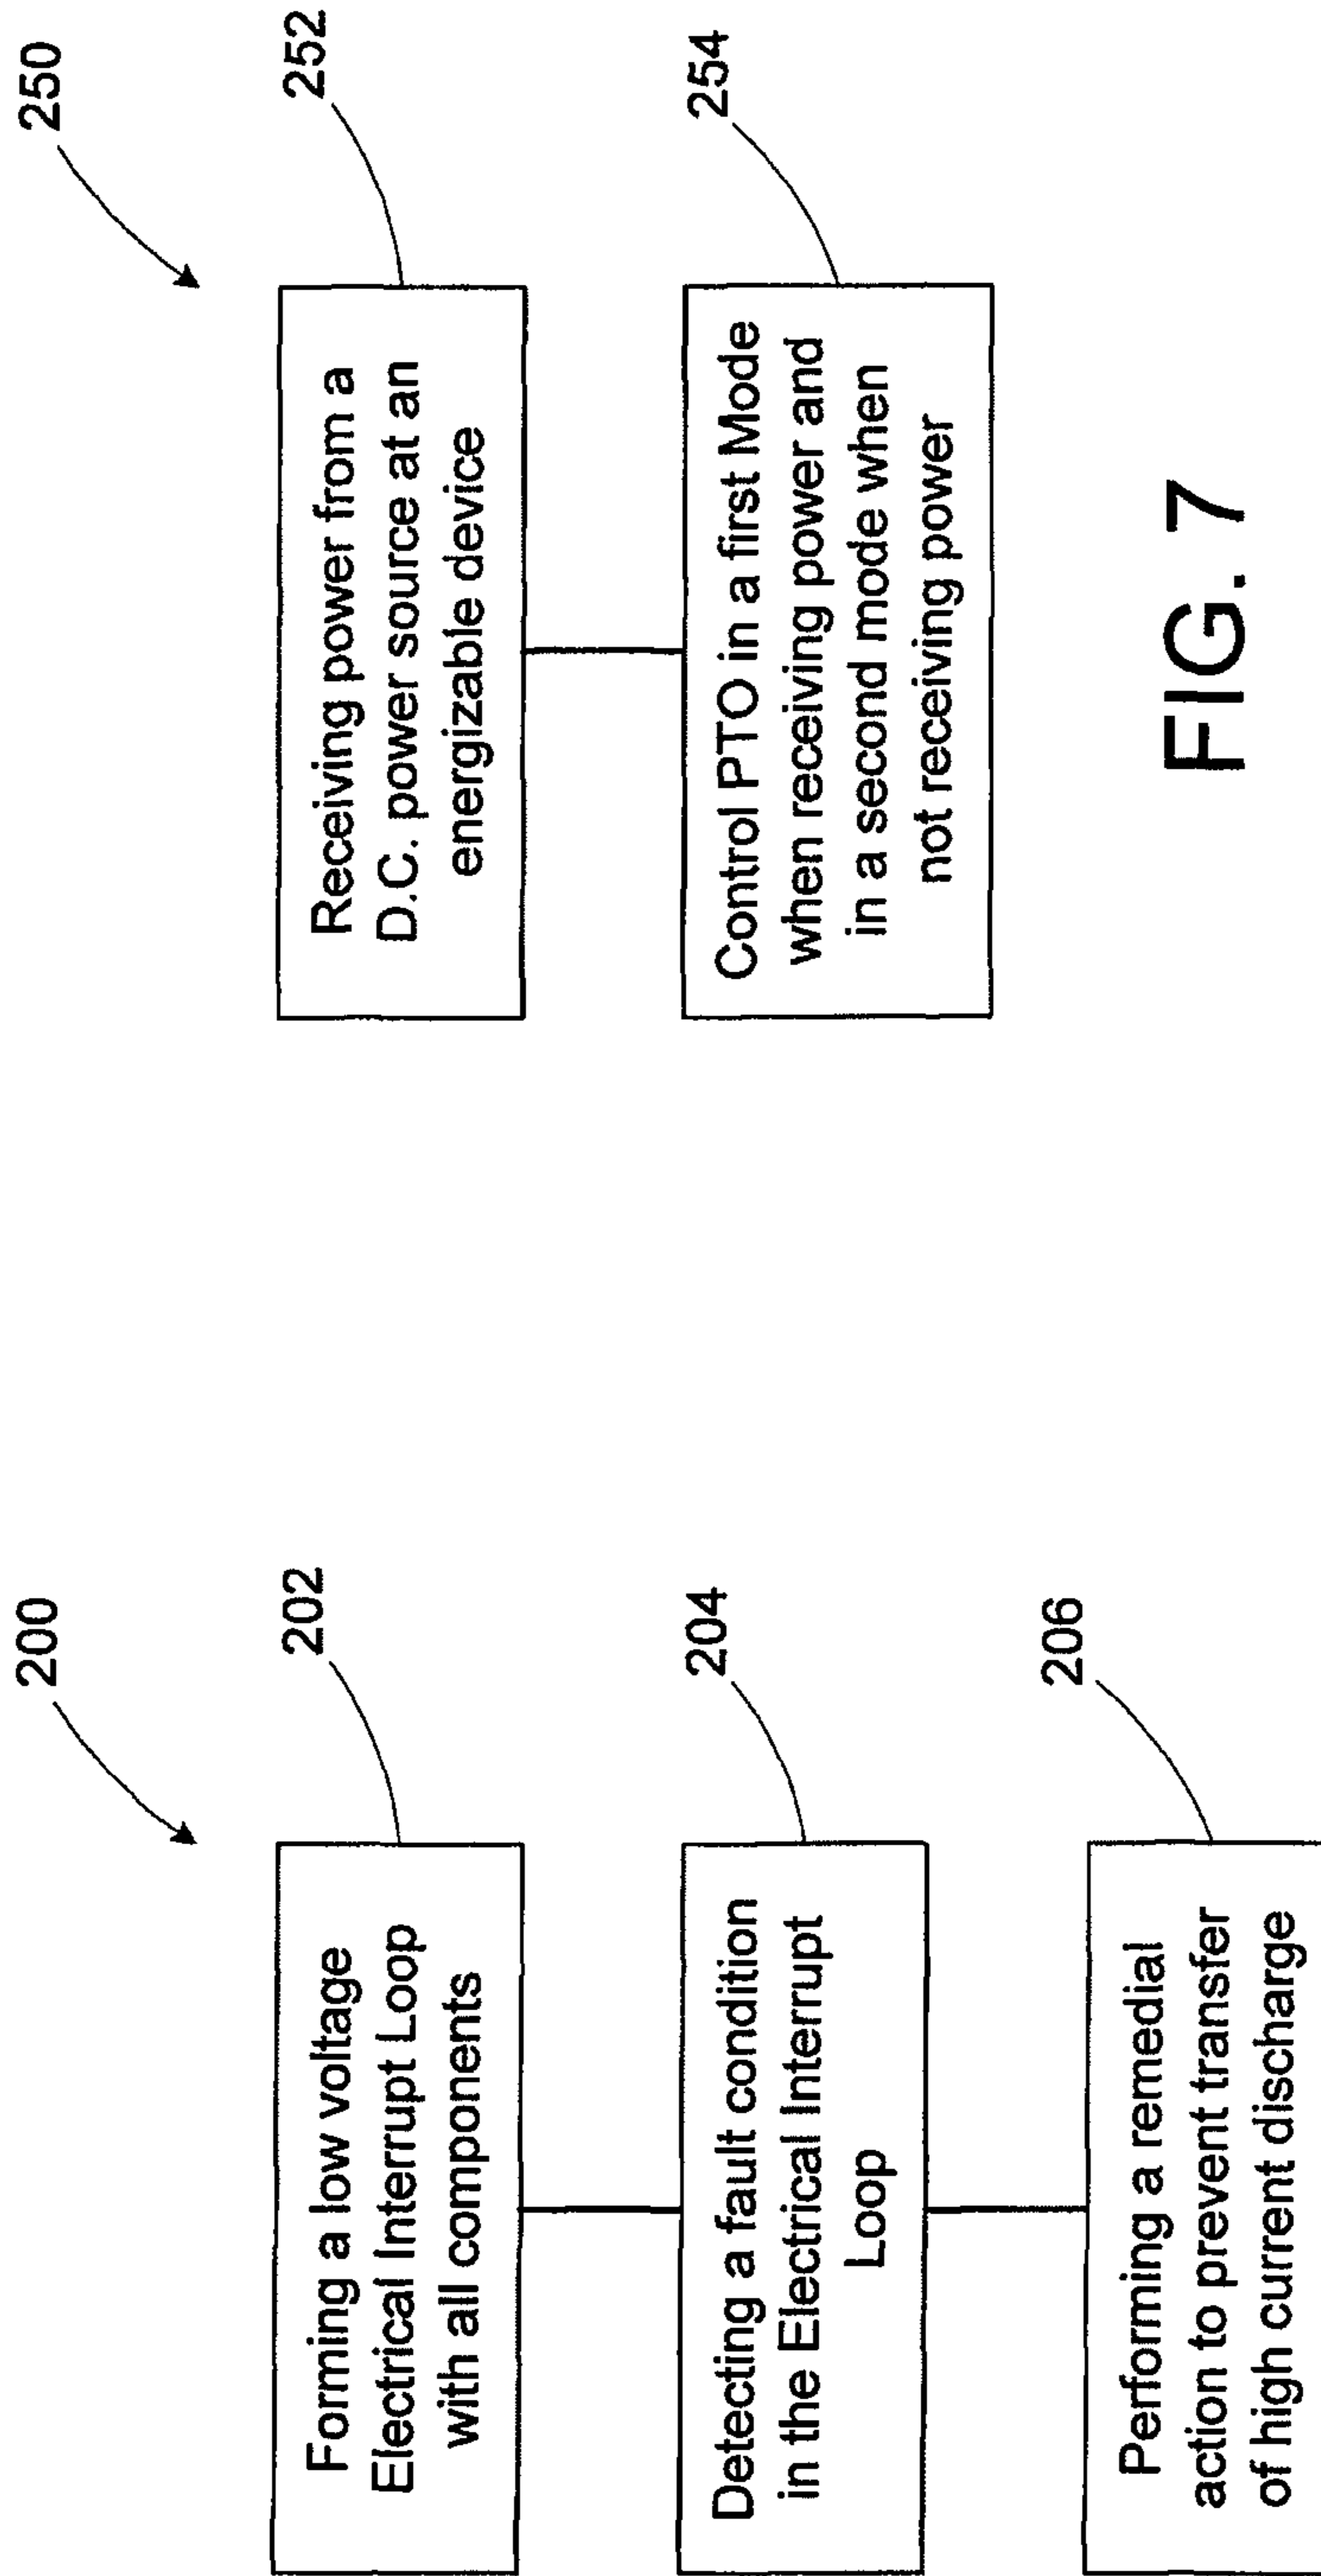 200
202
Forming a low voltage
Electrical Interrupt Loop
with all components
204
Detecting a fault condition
in the Electrical Interrupt
Loop
206
Performing a remedial
action to prevent transfer
of high current discharge
250
252
Receiving power from a
D.C. power source at an
energizable device
254
Control PTO in a first Mode
when receiving power and
in a second mode when
not receiving power
FIG. 7